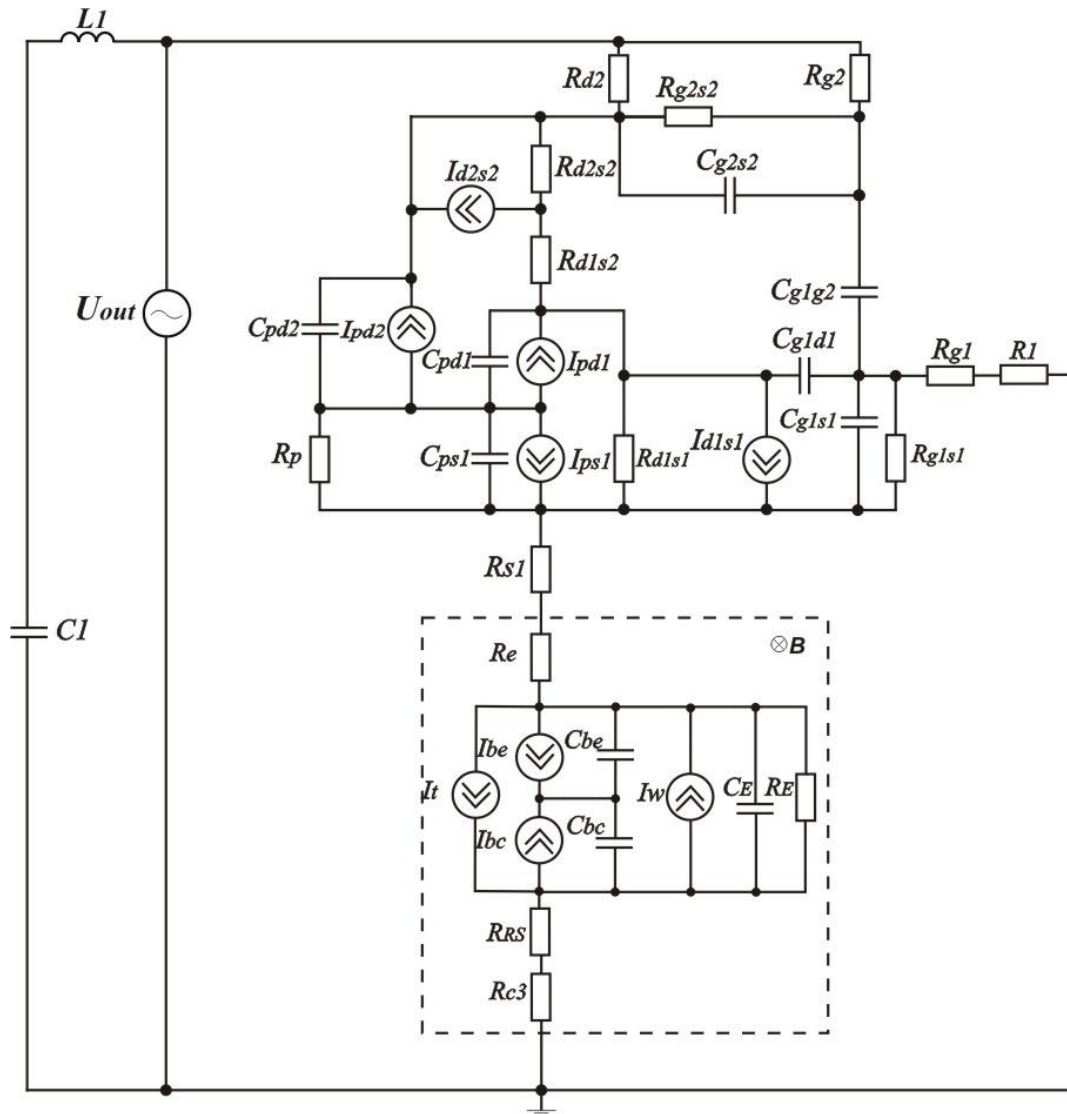 L1
Rd2
Rg2
Rg2s2
Id2s2
Rd2s2
Cg2s2
Rd1s2
Uout
Cg1g2
Cpd2
Ipd2
Cpd1
Ipd1
Cg1d1
Rg1
R1
Cg1s1
Rp
Cps1
Ips1
Rd1s1
Id1s1
Rg1s1
Rs1
C1
Re
⊗B
Ibe
Cbe
It
Iw
CE
RE
Ibc
Cbc
RRS
Rc3